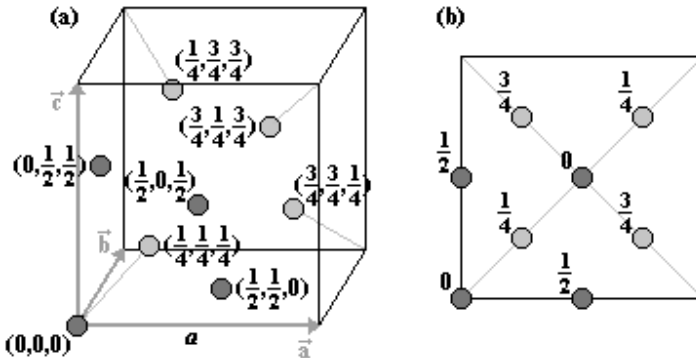 (a)
(b)
(1/4,3/4,3/4)
c⃗
(3/4,1/4,3/4)
(0,1/2,1/2)
(1/2,0,1/2)
(3/4,3/4,1/4)
b⃗
(1/4,1/4,1/4)
(1/2,1/2,0)
(0,0,0)
a
a⃗
3/4
1/4
1/2
0
1/4
3/4
0
1/2